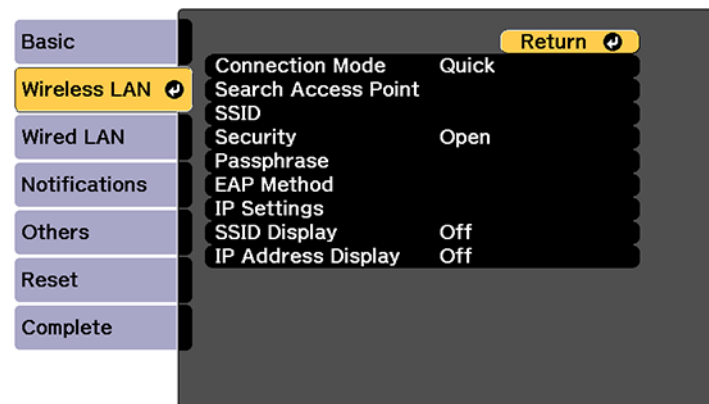 Basic
Wireless LAN
Wired LAN
Notifications
Others
Reset
Complete
Return
Connection Mode Quick
Search Access Point
SSID
Security Open
Passphrase
EAP Method
IP Settings
SSID Display Off
IP Address Display Off